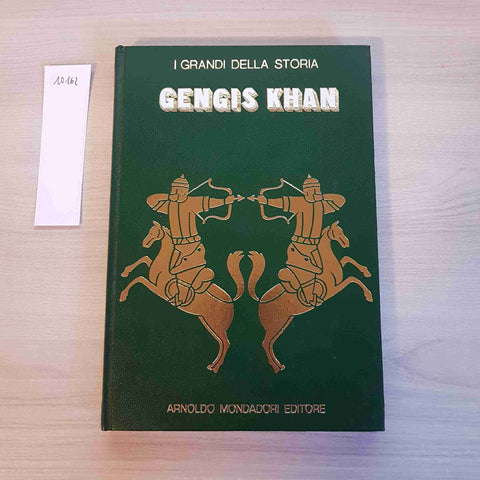 10162
I GRANDI DELLA STORIA
GENGIS KHAN
ARNOLDO MONDADORI EDITORE